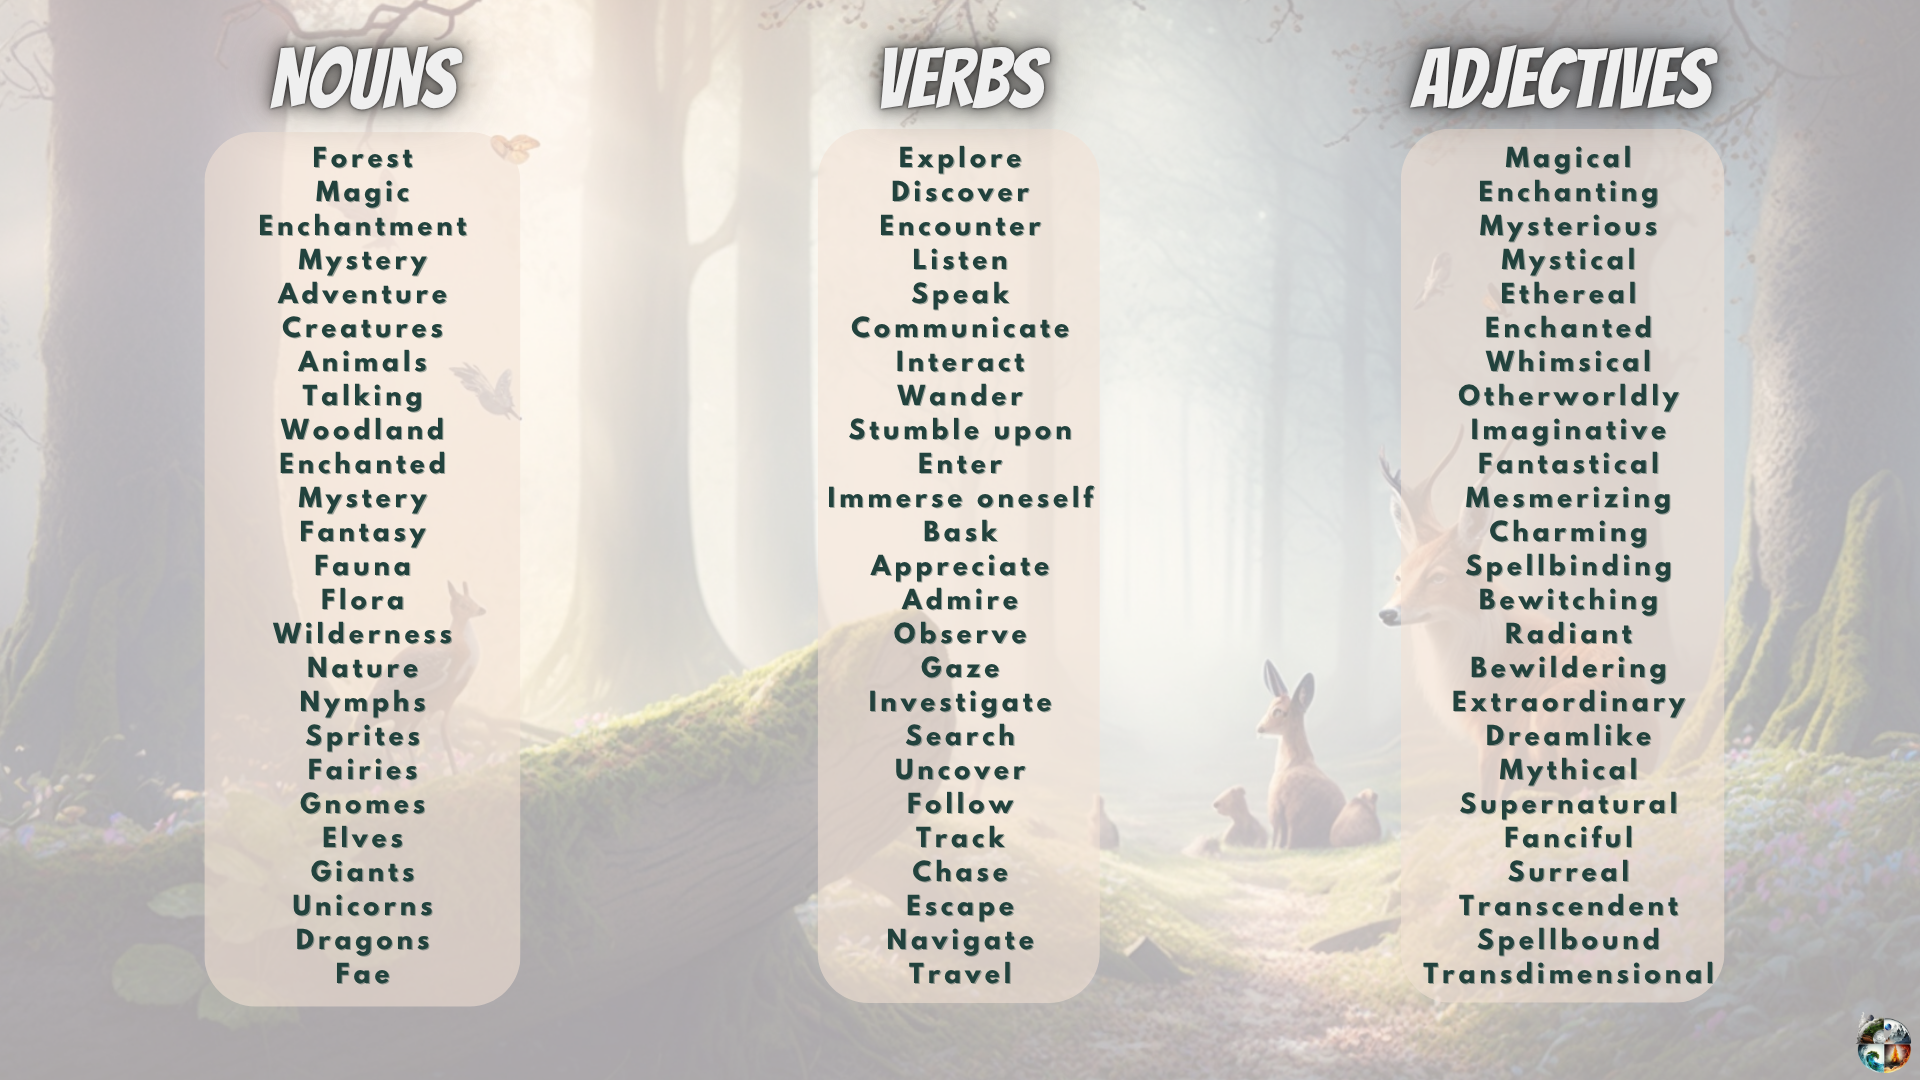 NOUNS
Forest
Magic
Enchantment
Mystery
Adventure
Creatures
Animals
Talking
Woodland
Enchanted
Mystery
Fantasy
Fauna
Flora
Wilderness
Nature
Nymphs
Sprites
Fairies
Gnomes
Elves
Giants
Unicorns
Dragons
Fae
VERBS
Explore
Discover
Encounter
Listen
Speak
Communicate
Interact
Wander
Stumble upon
Enter
Immerse oneself
Bask
Appreciate
Admire
Observe
Gaze
Investigate
Search
Uncover
Follow
Track
Chase
Escape
Navigate
Travel
ADJECTIVES
Magical
Enchanting
Mysterious
Mystical
Ethereal
Enchanted
Whimsical
Otherworldly
Imaginative
Fantastical
Mesmerizing
Charming
Spellbinding
Bewitching
Radiant
Bewildering
Extraordinary
Dreamlike
Mythical
Supernatural
Fanciful
Surreal
Transcendent
Spellbound
Transdimensional